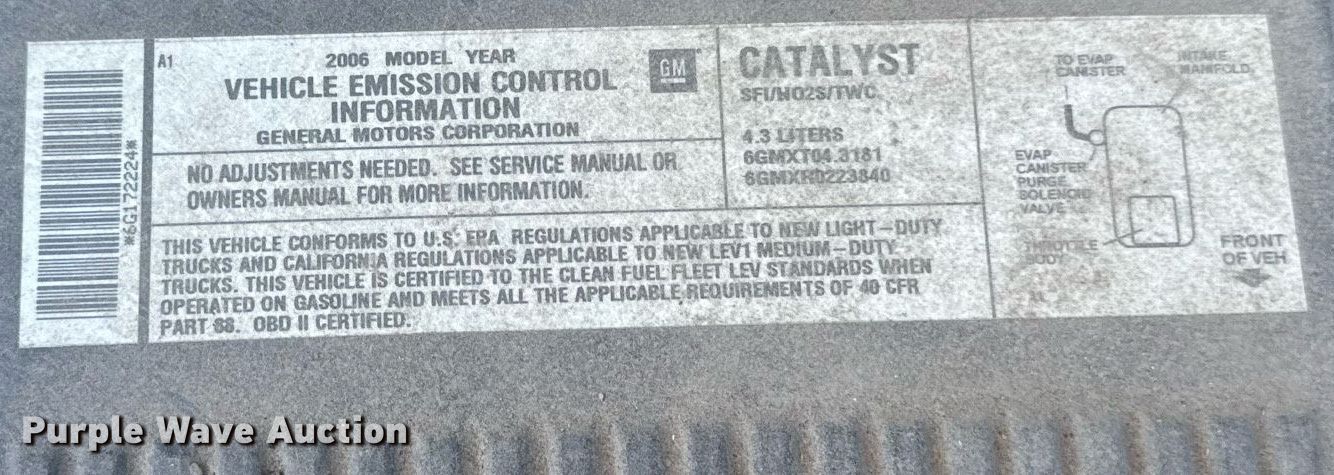 *6G172224*
A1
2006 MODEL YEAR
VEHICLE EMISSION CONTROL
INFORMATION
GENERAL MOTORS CORPORATION
GM
NO ADJUSTMENTS NEEDED. SEE SERVICE MANUAL OR
OWNERS MANUAL FOR MORE INFORMATION.
CATALYST
SFI/HO2S/TWC
4.3 LITERS
6GMXT04.3181
6GMXR0223840
THIS VEHICLE CONFORMS TO U.S. EPA REGULATIONS APPLICABLE TO NEW LIGHT-DUTY
TRUCKS AND CALIFORNIA REGULATIONS APPLICABLE TO NEW LEV1 MEDIUM-DUTY
TRUCKS. THIS VEHICLE IS CERTIFIED TO THE CLEAN FUEL FLEET LEV STANDARDS WHEN
OPERATED ON GASOLINE AND MEETS ALL THE APPLICABLE REQUIREMENTS OF 40 CFR
PART 88. OBD II CERTIFIED.
TO EVAP
CANISTER
INTAKE
MANIFOLD
EVAP
CANISTER
PURGE
SOLENOID
VALVE
THROTTLE
BODY
FRONT
OF VEH
Purple Wave Auction